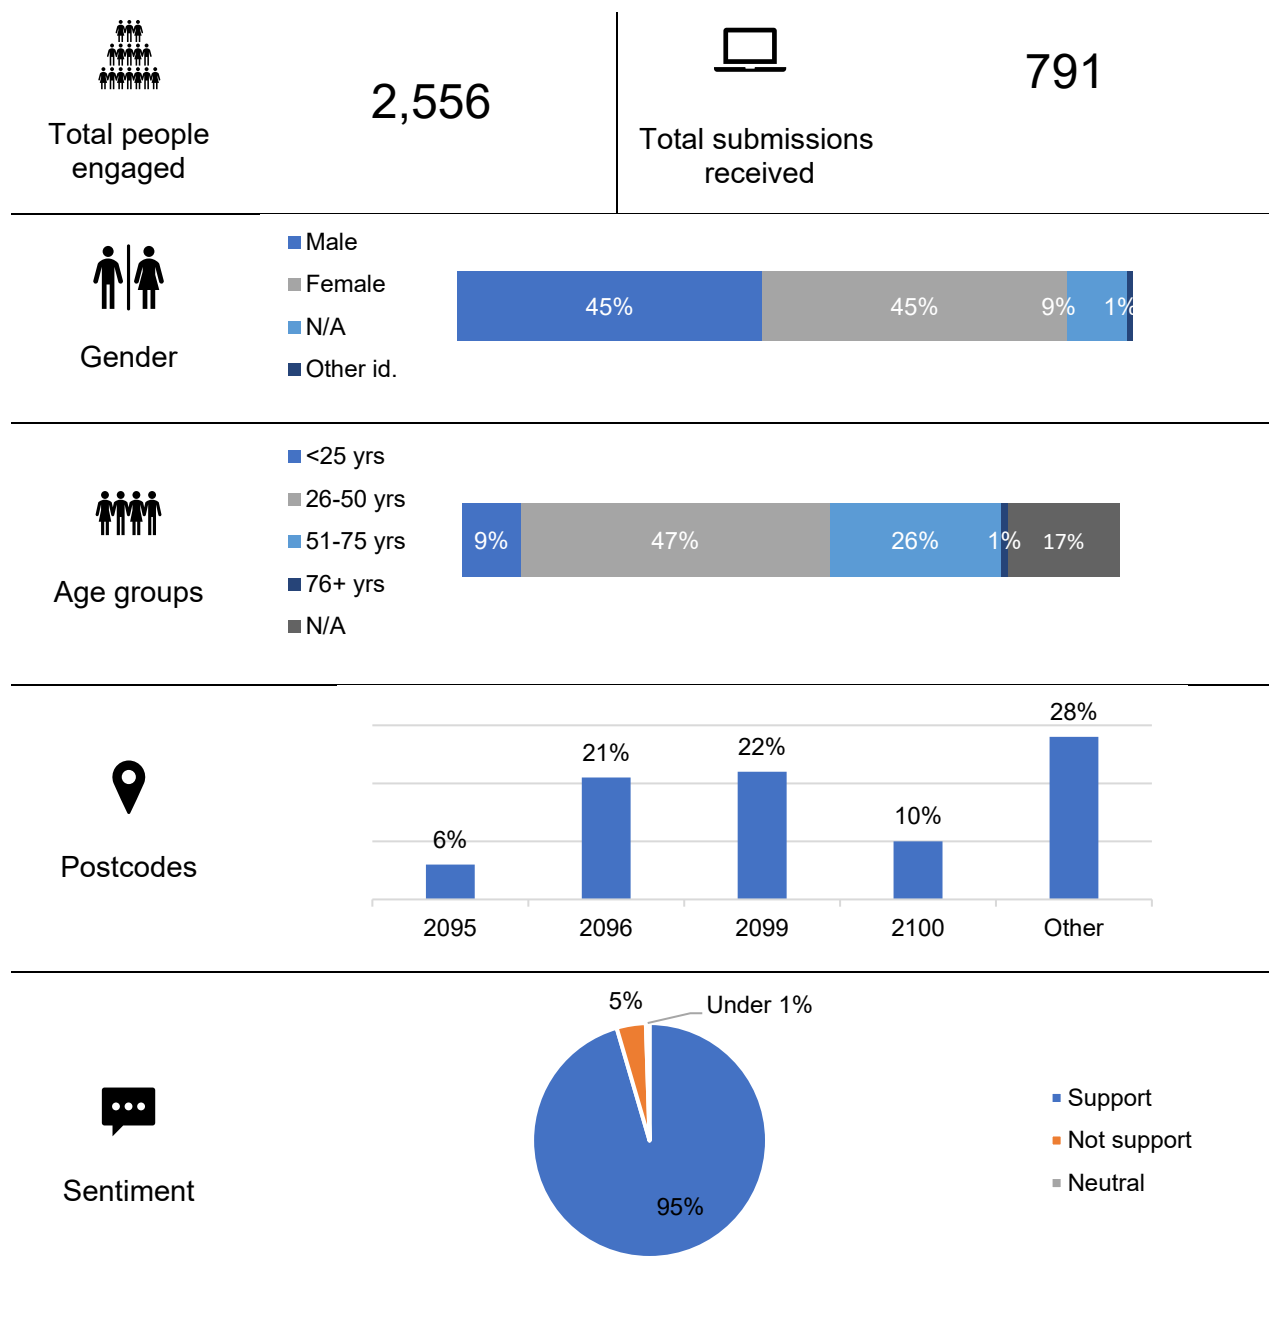 Total people
engaged
2,556
Total submissions
received
791
Gender
Male
Female
N/A
Other id.
45%
45%
9%
1%
Age groups
<25 yrs
26-50 yrs
51-75 yrs
76+ yrs
N/A
9%
47%
26%
1%
17%
Postcodes
6%
21%
22%
10%
28%
2095
2096
2099
2100
Other
Sentiment
5%
Under 1%
95%
Support
Not support
Neutral